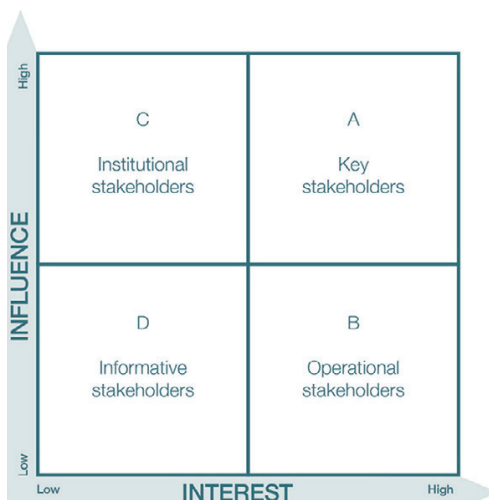 High
C
Institutional
stakeholders
A
Key
stakeholders
INFLUENCE
D
Informative
stakeholders
B
Operational
stakeholders
Low
Low
INTEREST
High